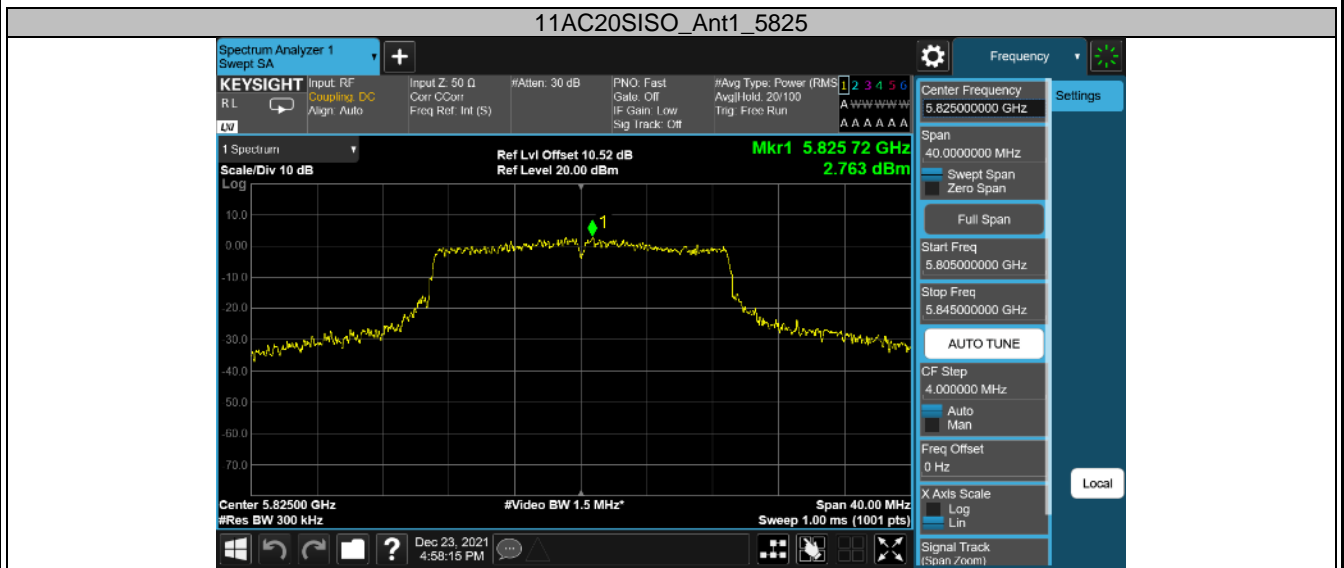 11AC20SISO_Ant1_5825
Spectrum Analyzer 1
Swept SA
+
Frequency
KEYSIGHT
R L
LXI
Input: RF
Coupling: DC
Align: Auto
Input Z: 50 Ω
Corr CCorr
Freq Ref: Int (S)
#Atten: 30 dB
PNO: Fast
Gate: Off
IF Gain: Low
Sig Track: Off
#Avg Type: Power (RMS
Avg|Hold: 20/100
Trig: Free Run
1 2 3 4 5 6
A W W W W W
A A A A A A
1 Spectrum
Scale/Div 10 dB
Log
Ref Lvl Offset 10.52 dB
Ref Level 20.00 dBm
Mkr1 5.825 72 GHz
2.763 dBm
1
10.0
0.00
-10.0
-20.0
-30.0
-40.0
-50.0
-60.0
-70.0
Center 5.82500 GHz
#Res BW 300 kHz
#Video BW 1.5 MHz*
Span 40.00 MHz
Sweep 1.00 ms (1001 pts)
Center Frequency
5.825000000 GHz
Settings
Span
40.0000000 MHz
Swept Span
Zero Span
Full Span
Start Freq
5.805000000 GHz
Stop Freq
5.845000000 GHz
AUTO TUNE
CF Step
4.000000 MHz
Auto
Man
Freq Offset
0 Hz
X Axis Scale
Log
Lin
Local
Signal Track
(Span Zoom)
?
Dec 23, 2021
4:58:15 PM